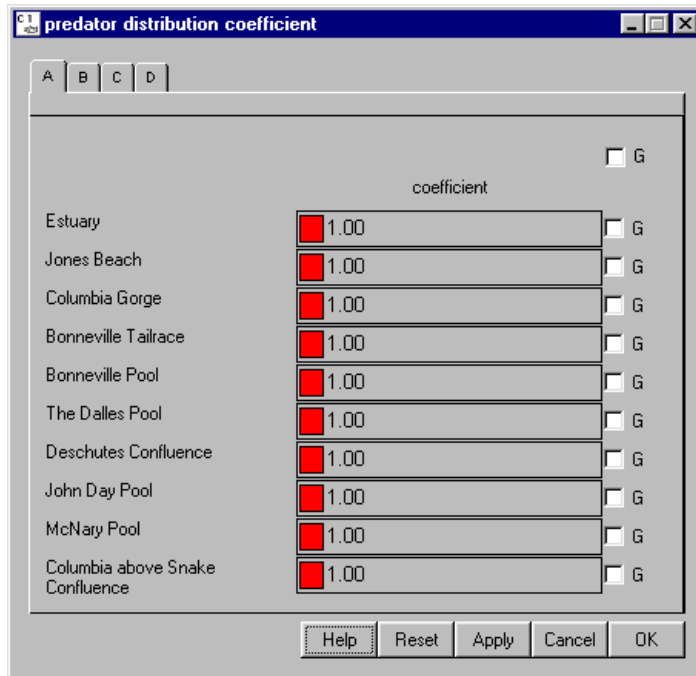 predator distribution coefficient
A B C D
G
coefficient
Estuary 1.00 G
Jones Beach 1.00 G
Columbia Gorge 1.00 G
Bonneville Tailrace 1.00 G
Bonneville Pool 1.00 G
The Dalles Pool 1.00 G
Deschutes Confluence 1.00 G
John Day Pool 1.00 G
McNary Pool 1.00 G
Columbia above Snake
Confluence 1.00 G
Help Reset Apply Cancel OK